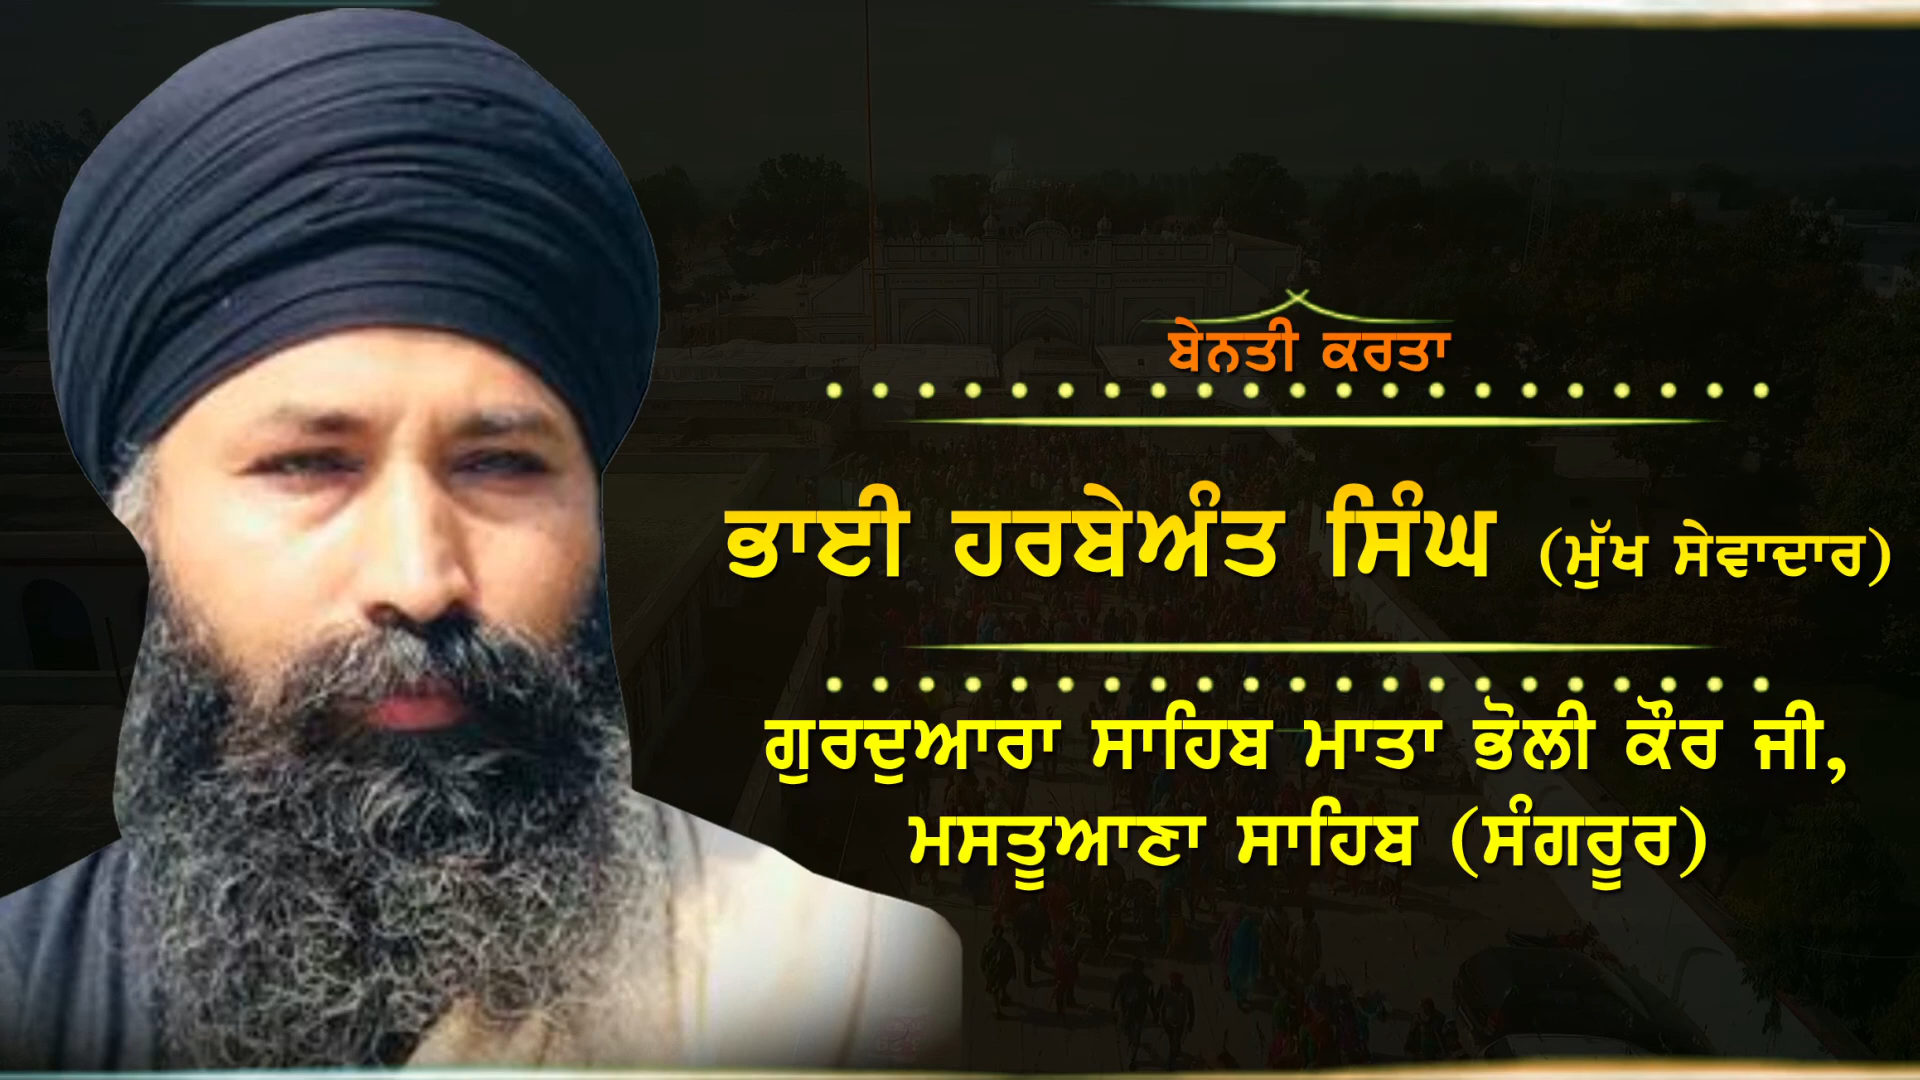 ਬੇਨਤੀ ਕਰਤਾ
ਭਾਈ ਹਰਬੇਅੰਤ ਸਿੰਘ (ਮੁੱਖ ਸੇਵਾਦਾਰ)
ਗੁਰਦੁਆਰਾ ਸਾਹਿਬ ਮਾਤਾ ਭੋਲੀ ਕੌਰ ਜੀ,
ਮਸਤੂਆਣਾ ਸਾਹਿਬ (ਸੰਗਰੂਰ)